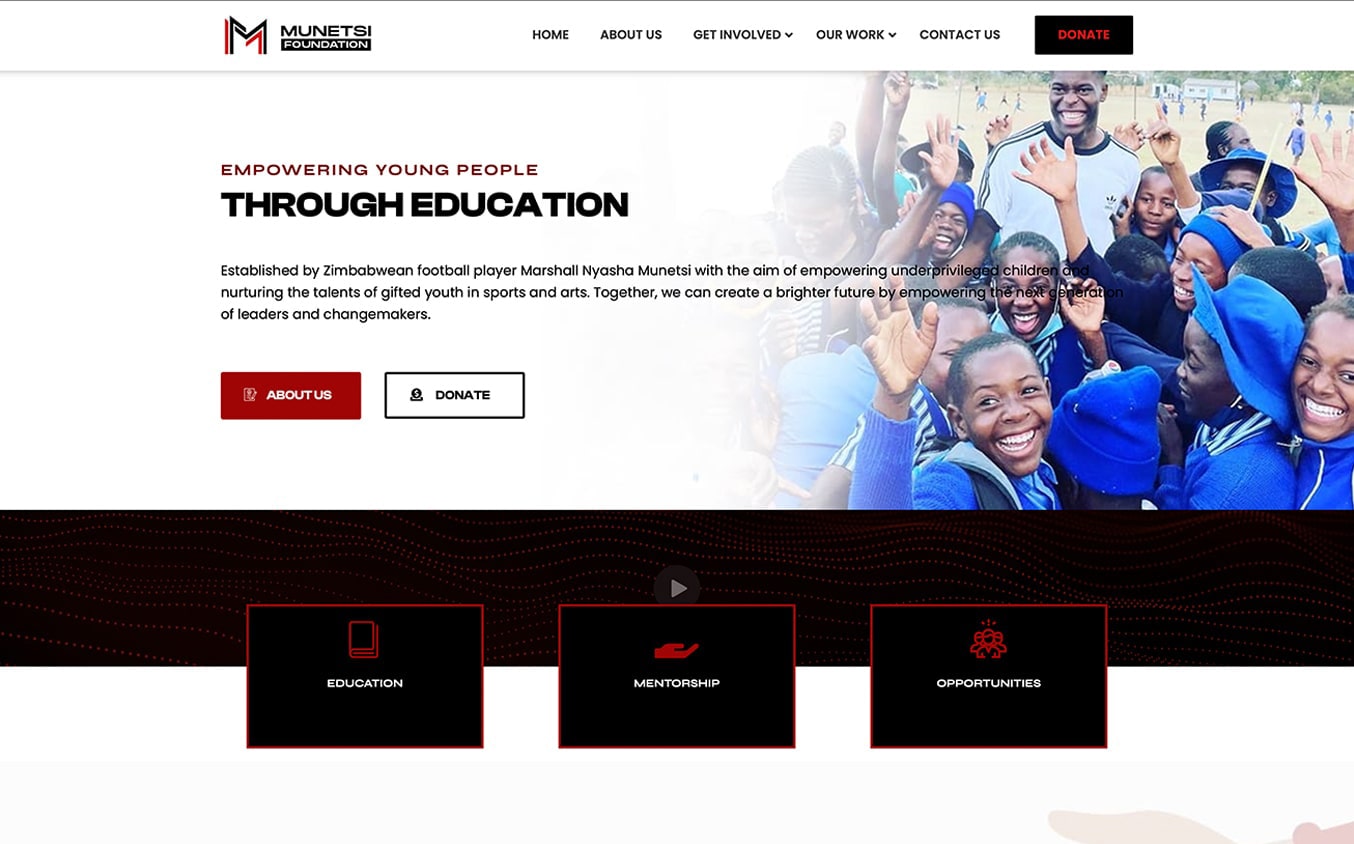 MUNETSI
FOUNDATION
HOME ABOUT US GET INVOLVED OUR WORK CONTACT US DONATE
EMPOWERING YOUNG PEOPLE
THROUGH EDUCATION
Established by Zimbabwean football player Marshall Nyasha Munetsi with the aim of empowering underprivileged children and
nurturing the talents of gifted youth in sports and arts. Together, we can create a brighter future by empowering the next generation
of leaders and changemakers.
ABOUT US DONATE
EDUCATION MENTORSHIP OPPORTUNITIES